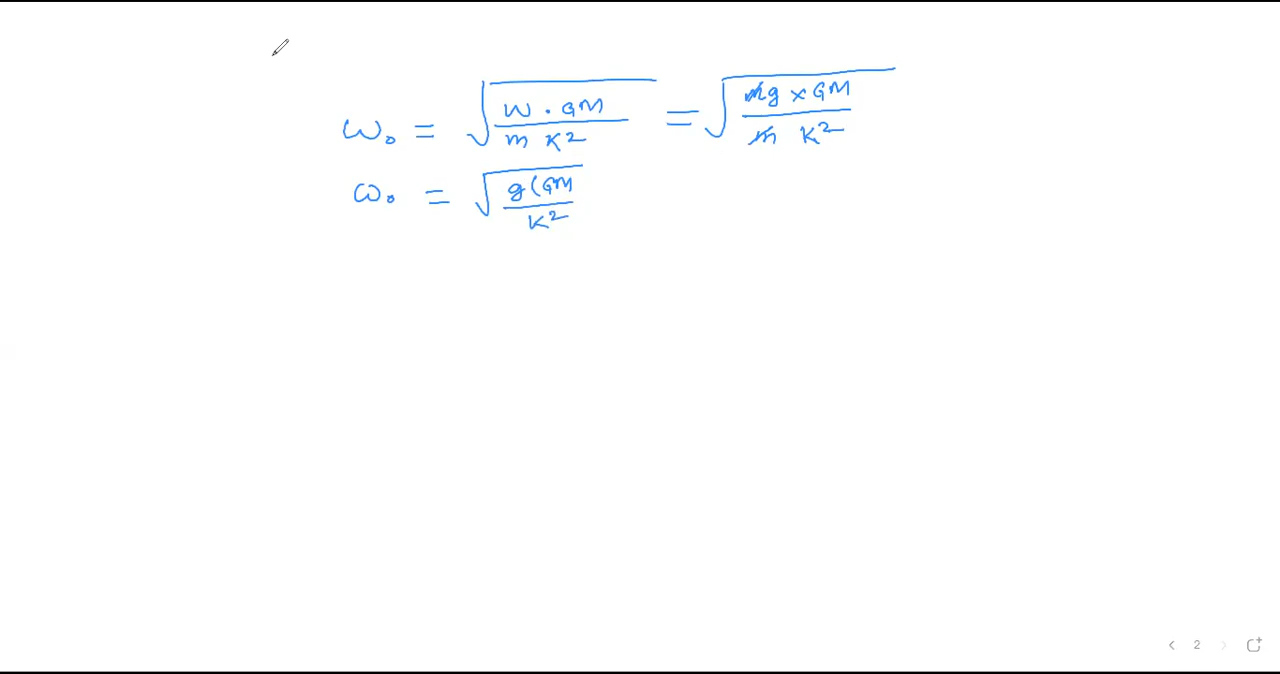 ω₀ = √(W · GM / m K²) = √(mg × GM / m K²)
ω₀ = √(g(GM / K²)
2